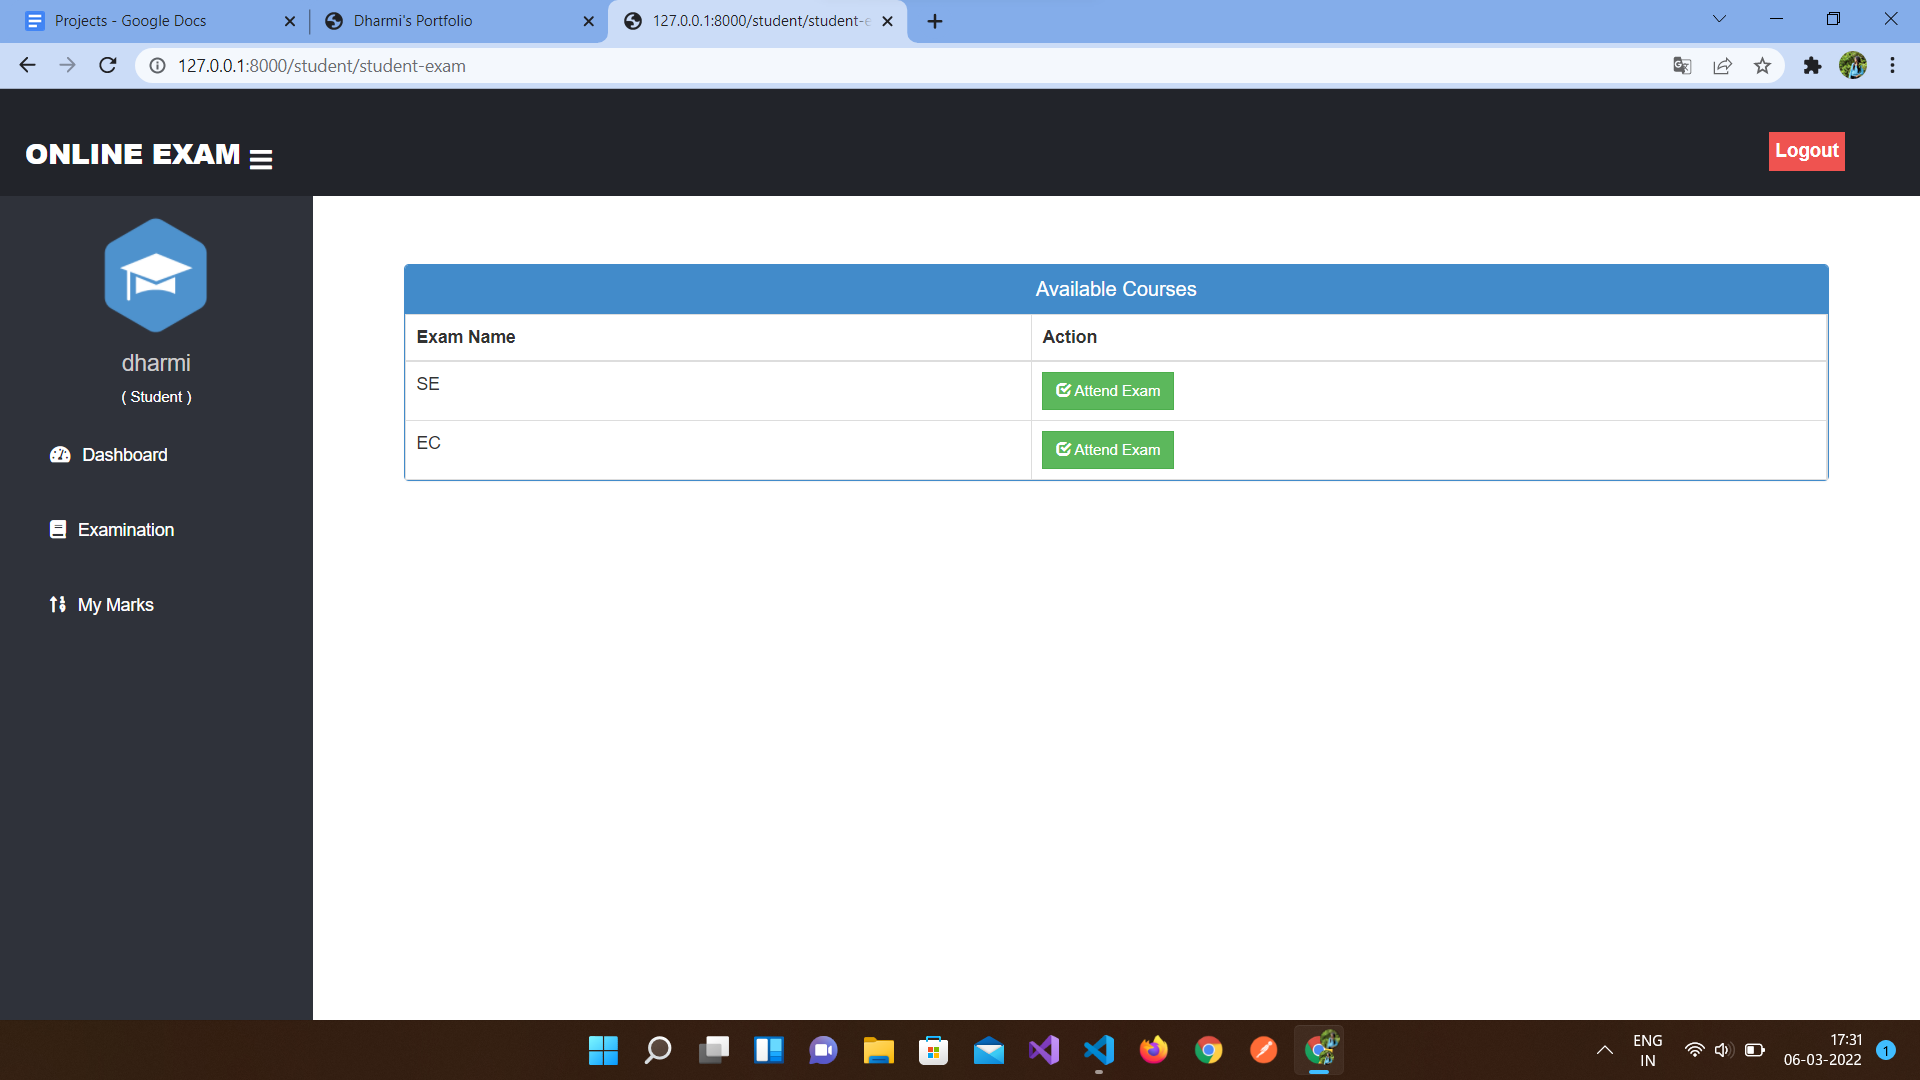 Projects - Google Docs
Dharmi's Portfolio
127.0.0.1:8000/student/student-e
127.0.0.1:8000/student/student-exam
ONLINE EXAM
Logout
dharmi
( Student )
Dashboard
Examination
My Marks
Available Courses
Exam Name Action
SE Attend Exam
EC Attend Exam
ENG
IN
17:31
06-03-2022
1